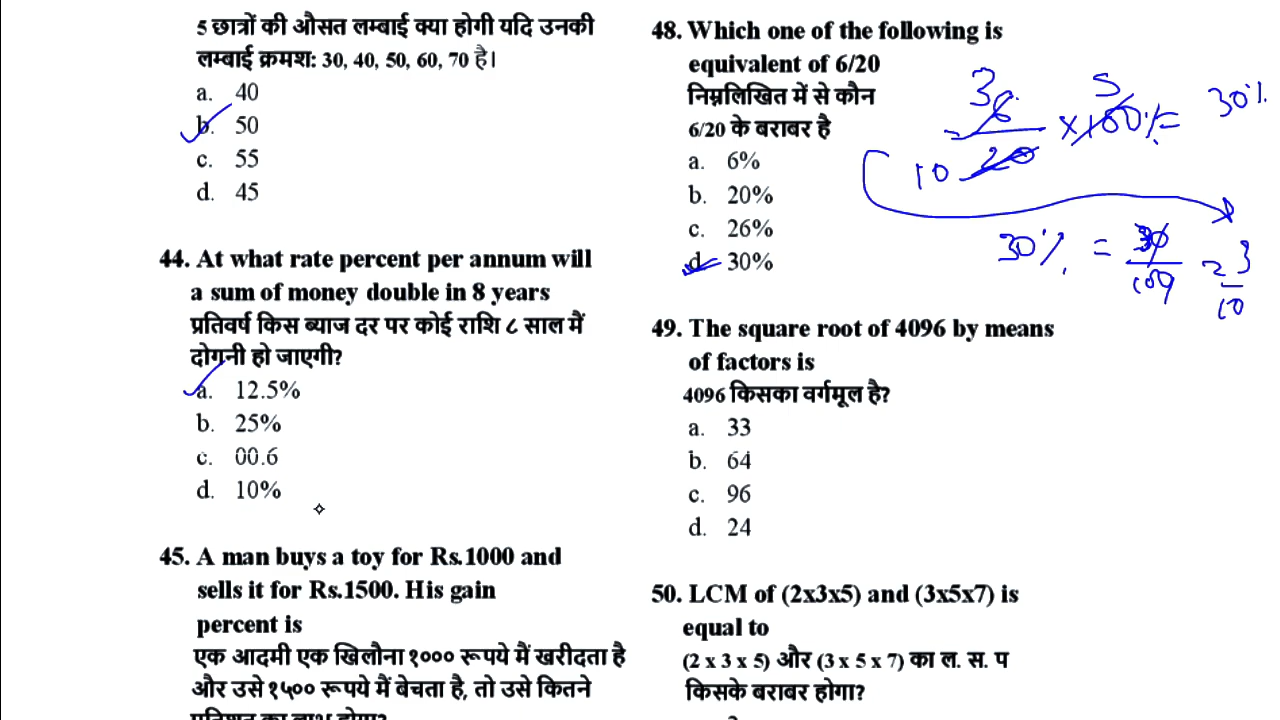 5 छात्रों की औसत लम्बाई क्या होगी यदि उनकी
लम्बाई क्रमश: 30, 40, 50, 60, 70 है।
a. 40
b. 50
c. 55
d. 45
44. At what rate percent per annum will
a sum of money double in 8 years
प्रतिवर्ष किस ब्याज दर पर कोई राशि ८ साल मैं
दोगनी हो जाएगी?
a. 12.5%
b. 25%
c. 00.6
d. 10%
45. A man buys a toy for Rs.1000 and
sells it for Rs.1500. His gain
percent is
एक आदमी एक खिलौना १००० रूपये मैं खरीदता है
और उसे १५०० रूपये मैं बेचता है, तो उसे कितने
48. Which one of the following is
equivalent of 6/20
निम्नलिखित में से कौन
6/20 के बराबर है
a. 6%
b. 20%
c. 26%
d. 30%
3 6 5
20 × 100% = 30%
10
30% = 30/100 = 3/10
49. The square root of 4096 by means
of factors is
4096 किसका वर्गमूल है?
a. 33
b. 64
c. 96
d. 24
50. LCM of (2x3x5) and (3x5x7) is
equal to
(2 x 3 x 5) और (3 x 5 x 7) का ल. स. प
किसके बराबर होगा?